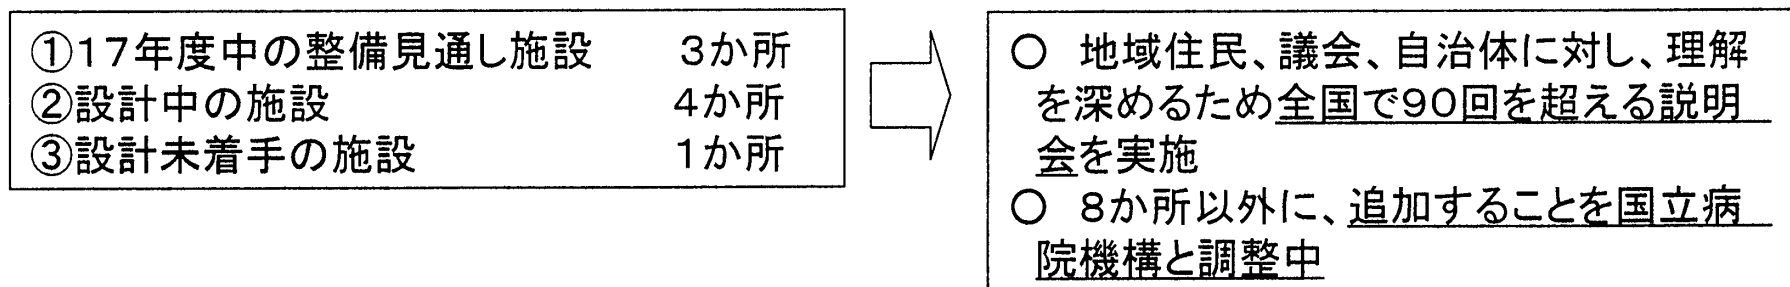 ①17年度中の整備見通し施設　　3か所
②設計中の施設　　　　　　　　4か所
③設計未着手の施設　　　　　　1か所
○　地域住民、議会、自治体に対し、理解
を深めるため全国で90回を超える説明
会を実施
○　8か所以外に、追加することを国立病
院機構と調整中